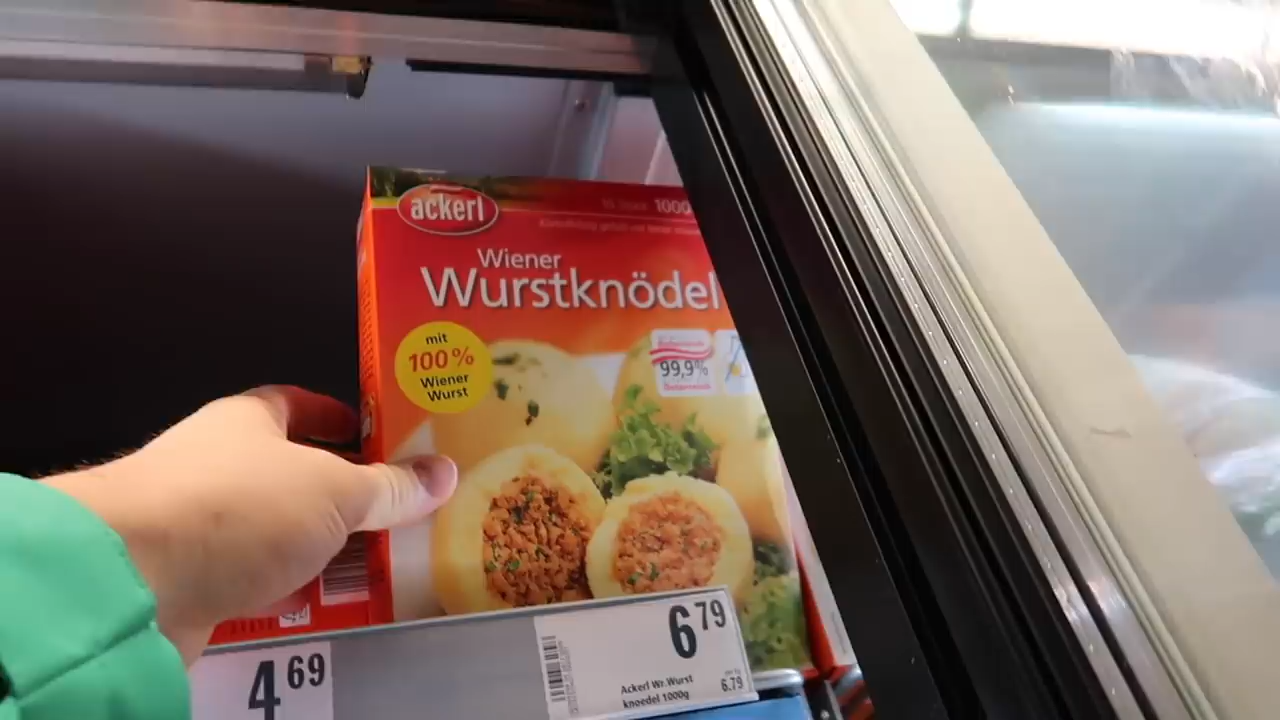 ackerl
1000
Wiener
Wurstknödel
mit
100%
Wiener
Wurst
99,9%
Österreich
6 79
4 69
Ackerl Wr.Wurst
knoedel 1000g
6.79